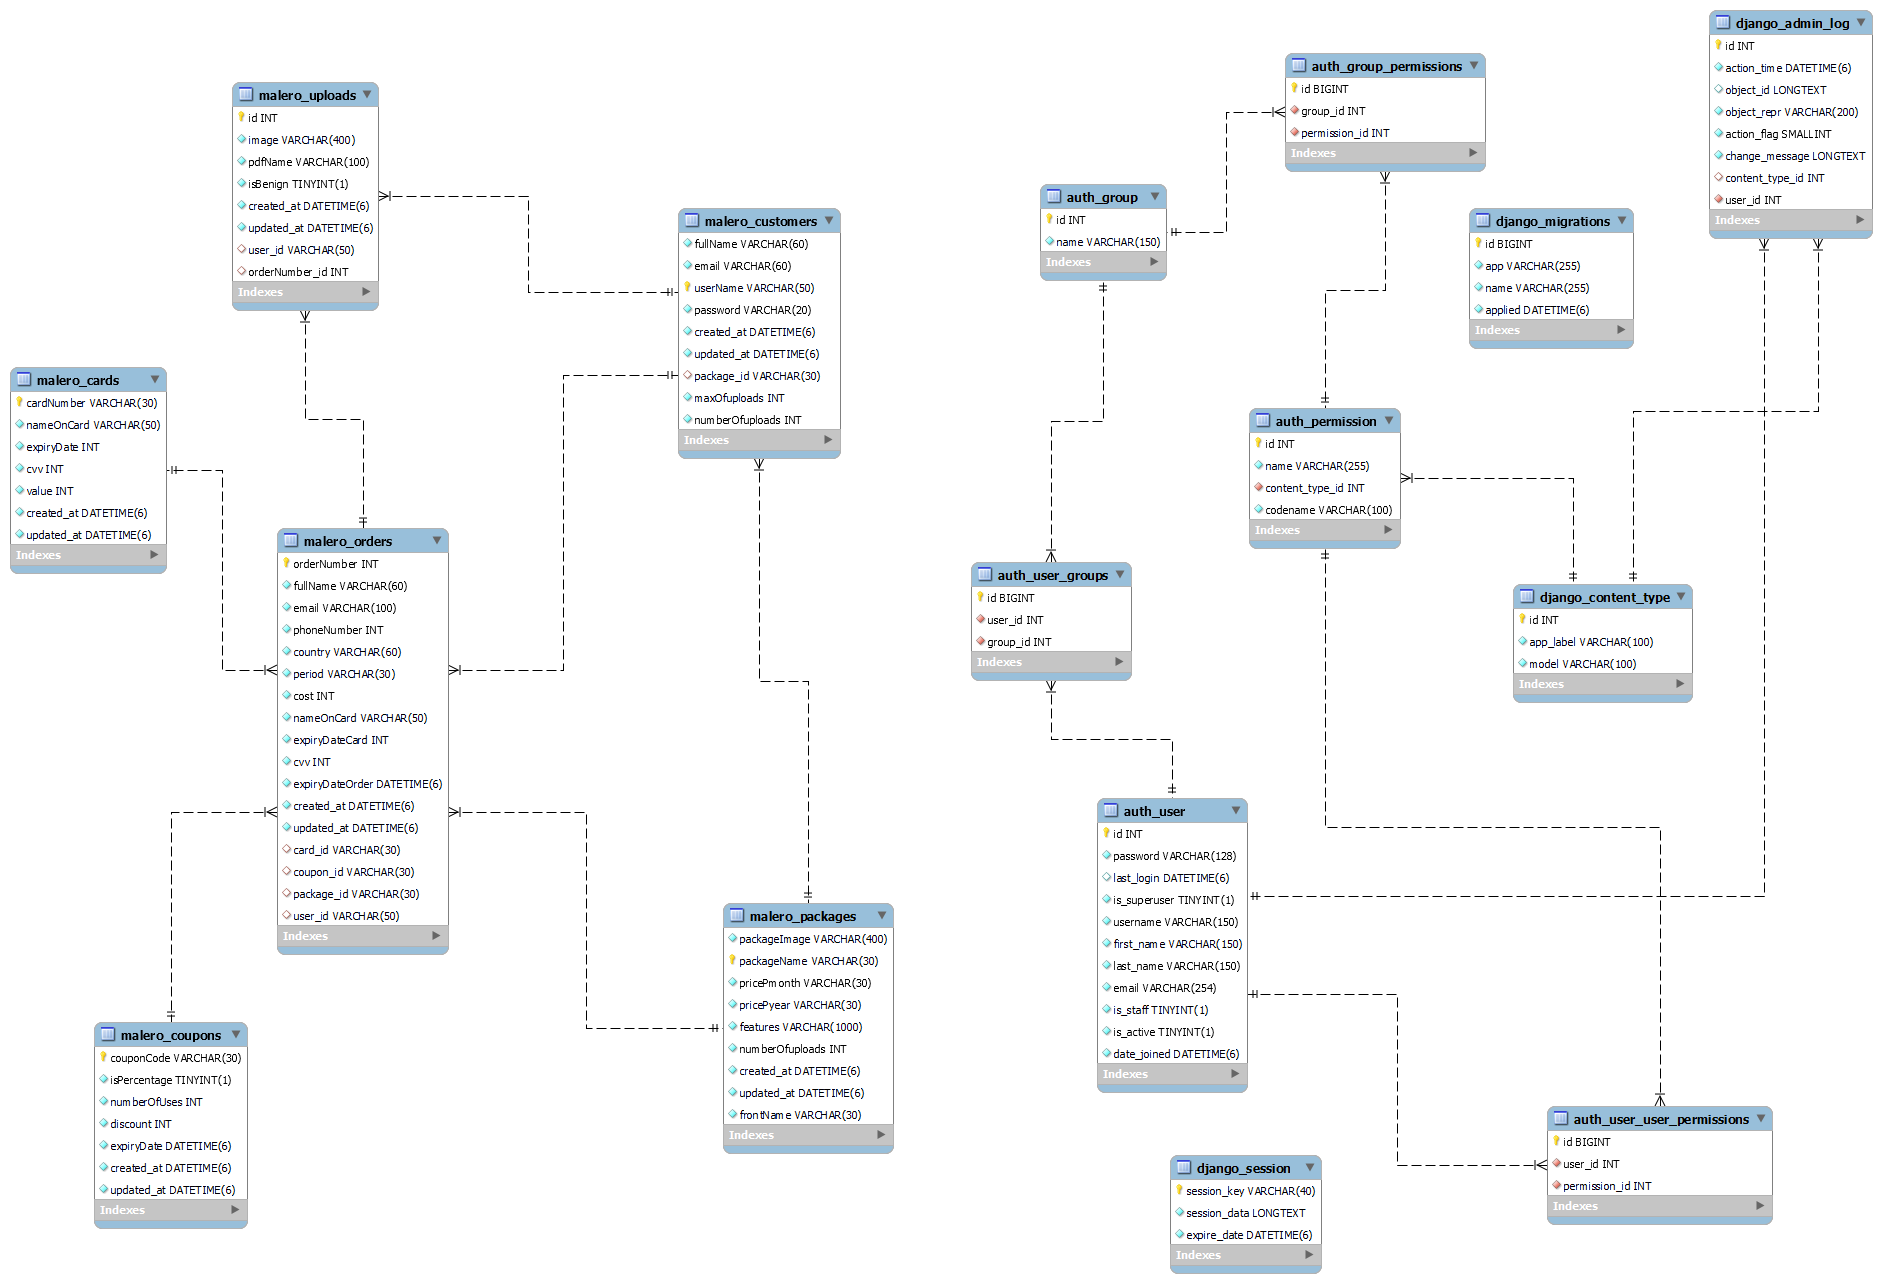 malero_uploads
id INT
image VARCHAR(400)
pdfName VARCHAR(100)
isBenign TINYINT(1)
created_at DATETIME(6)
updated_at DATETIME(6)
user_id VARCHAR(50)
orderNumber_id INT
Indexes
malero_customers
fullName VARCHAR(60)
email VARCHAR(60)
userName VARCHAR(50)
password VARCHAR(20)
created_at DATETIME(6)
updated_at DATETIME(6)
package_id VARCHAR(30)
maxOfuploads INT
numberOfuploads INT
Indexes
malero_cards
cardNumber VARCHAR(30)
nameOnCard VARCHAR(50)
expiryDate INT
cvv INT
value INT
created_at DATETIME(6)
updated_at DATETIME(6)
Indexes
malero_orders
orderNumber INT
fullName VARCHAR(60)
email VARCHAR(100)
phoneNumber INT
country VARCHAR(60)
period VARCHAR(30)
cost INT
nameOnCard VARCHAR(50)
expiryDateCard INT
cvv INT
expiryDateOrder DATETIME(6)
created_at DATETIME(6)
updated_at DATETIME(6)
card_id VARCHAR(30)
coupon_id VARCHAR(30)
package_id VARCHAR(30)
user_id VARCHAR(50)
Indexes
malero_packages
packageImage VARCHAR(400)
packageName VARCHAR(30)
pricePmonth VARCHAR(30)
pricePyear VARCHAR(30)
features VARCHAR(1000)
numberOfuploads INT
created_at DATETIME(6)
updated_at DATETIME(6)
frontName VARCHAR(30)
Indexes
malero_coupons
couponCode VARCHAR(30)
isPercentage TINYINT(1)
numberOfUses INT
discount INT
expiryDate DATETIME(6)
created_at DATETIME(6)
updated_at DATETIME(6)
Indexes
django_admin_log
id INT
action_time DATETIME(6)
object_id LONGTEXT
object_repr VARCHAR(200)
action_flag SMALLINT
change_message LONGTEXT
content_type_id INT
user_id INT
Indexes
auth_group_permissions
id BIGINT
group_id INT
permission_id INT
Indexes
auth_group
id INT
name VARCHAR(150)
Indexes
django_migrations
id BIGINT
app VARCHAR(255)
name VARCHAR(255)
applied DATETIME(6)
Indexes
auth_permission
id INT
name VARCHAR(255)
content_type_id INT
codename VARCHAR(100)
Indexes
auth_user_groups
id BIGINT
user_id INT
group_id INT
Indexes
django_content_type
id INT
app_label VARCHAR(100)
model VARCHAR(100)
Indexes
auth_user
id INT
password VARCHAR(128)
last_login DATETIME(6)
is_superuser TINYINT(1)
username VARCHAR(150)
first_name VARCHAR(150)
last_name VARCHAR(150)
email VARCHAR(254)
is_staff TINYINT(1)
is_active TINYINT(1)
date_joined DATETIME(6)
Indexes
auth_user_user_permissions
id BIGINT
user_id INT
permission_id INT
Indexes
django_session
session_key VARCHAR(40)
session_data LONGTEXT
expire_date DATETIME(6)
Indexes